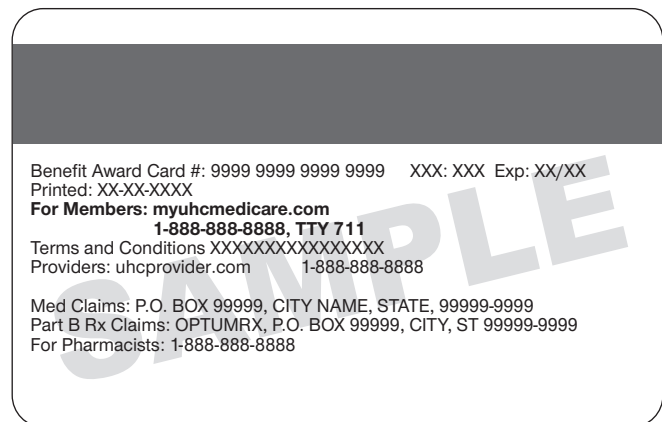 Benefit Award Card #: 9999 9999 9999 9999 XXX: XXX Exp: XX/XX
Printed: XX-XX-XXXX
For Members: myuhcmedicare.com
1-888-888-8888, TTY 711
Terms and Conditions XXXXXXXXXXXXXXXX
Providers: uhcprovider.com 1-888-888-8888
Med Claims: P.O. BOX 99999, CITY NAME, STATE, 99999-9999
Part B Rx Claims: OPTUMRX, P.O. BOX 99999, CITY, ST 99999-9999
For Pharmacists: 1-888-888-8888
SAMPLE